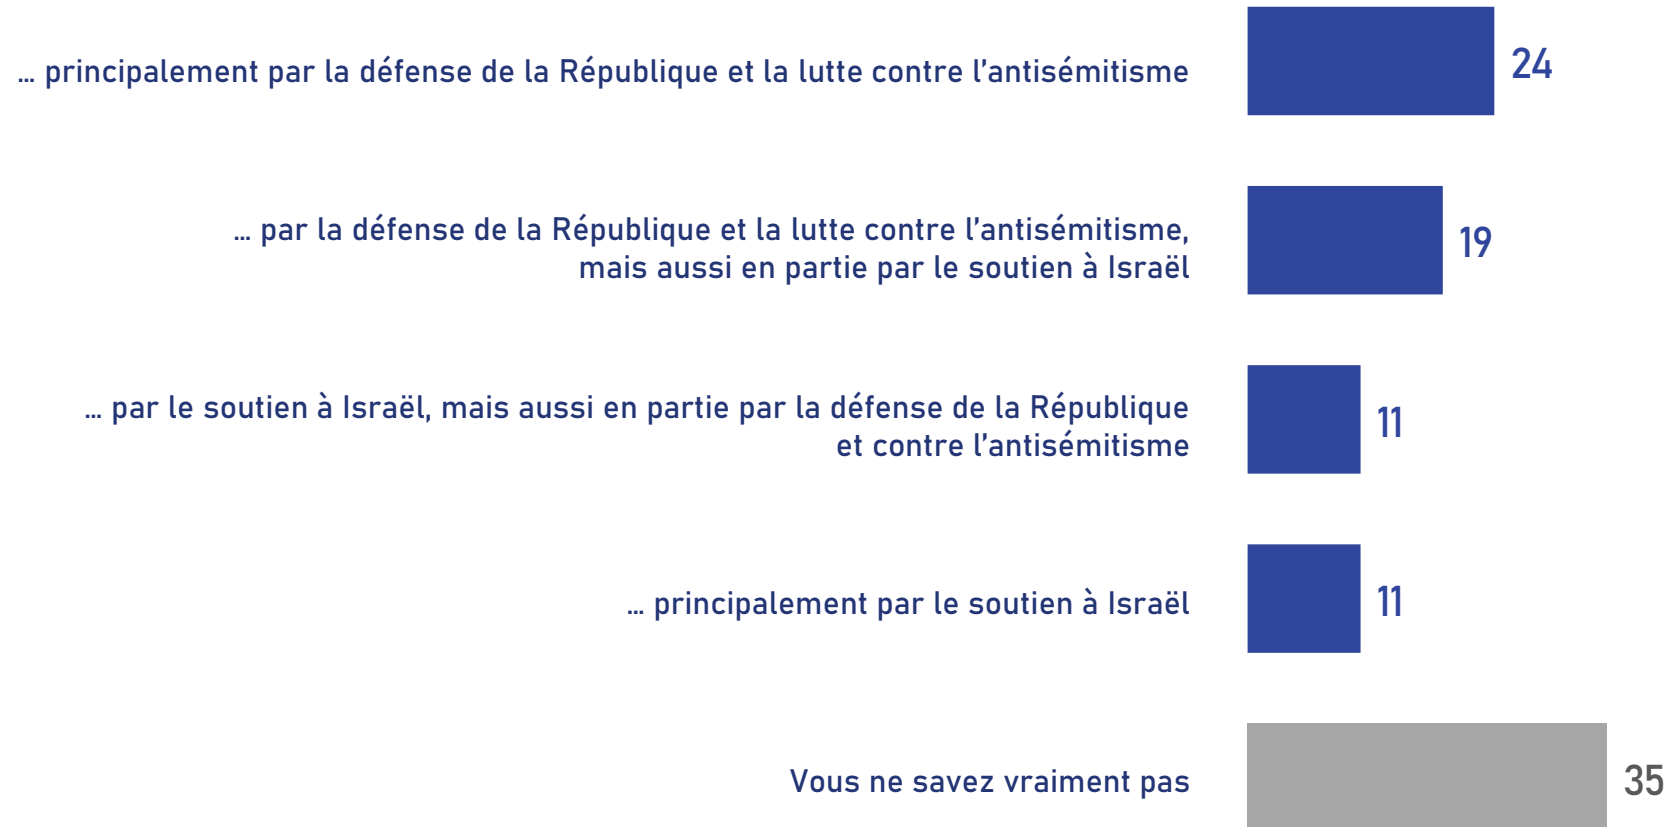 … principalement par la défense de la République et la lutte contre l’antisémitisme
24
… par la défense de la République et la lutte contre l’antisémitisme,
mais aussi en partie par le soutien à Israël
19
… par le soutien à Israël, mais aussi en partie par la défense de la République
et contre l’antisémitisme
11
… principalement par le soutien à Israël
11
Vous ne savez vraiment pas
35